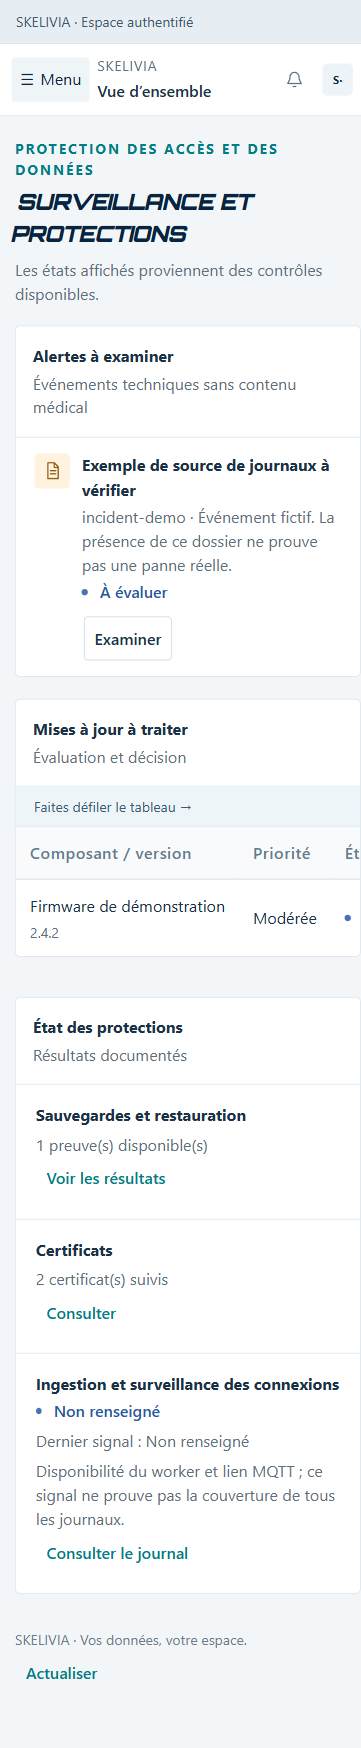 SKELIVIA · Espace authentifié
☰ Menu
SKELIVIA
Vue d’ensemble
S·
PROTECTION DES ACCÈS ET DES
DONNÉES
SURVEILLANCE ET
PROTECTIONS
Les états affichés proviennent des contrôles
disponibles.
Alertes à examiner
Événements techniques sans contenu
médical
Exemple de source de journaux à
vérifier
incident-demo · Événement fictif. La
présence de ce dossier ne prouve
pas une panne réelle.
À évaluer
Examiner
Mises à jour à traiter
Évaluation et décision
Faites défiler le tableau →
Composant / version Priorité Ét
Firmware de démonstration
2.4.2
Modérée
État des protections
Résultats documentés
Sauvegardes et restauration
1 preuve(s) disponible(s)
Voir les résultats
Certificats
2 certificat(s) suivis
Consulter
Ingestion et surveillance des connexions
Non renseigné
Dernier signal : Non renseigné
Disponibilité du worker et lien MQTT ; ce
signal ne prouve pas la couverture de tous
les journaux.
Consulter le journal
SKELIVIA · Vos données, votre espace.
Actualiser